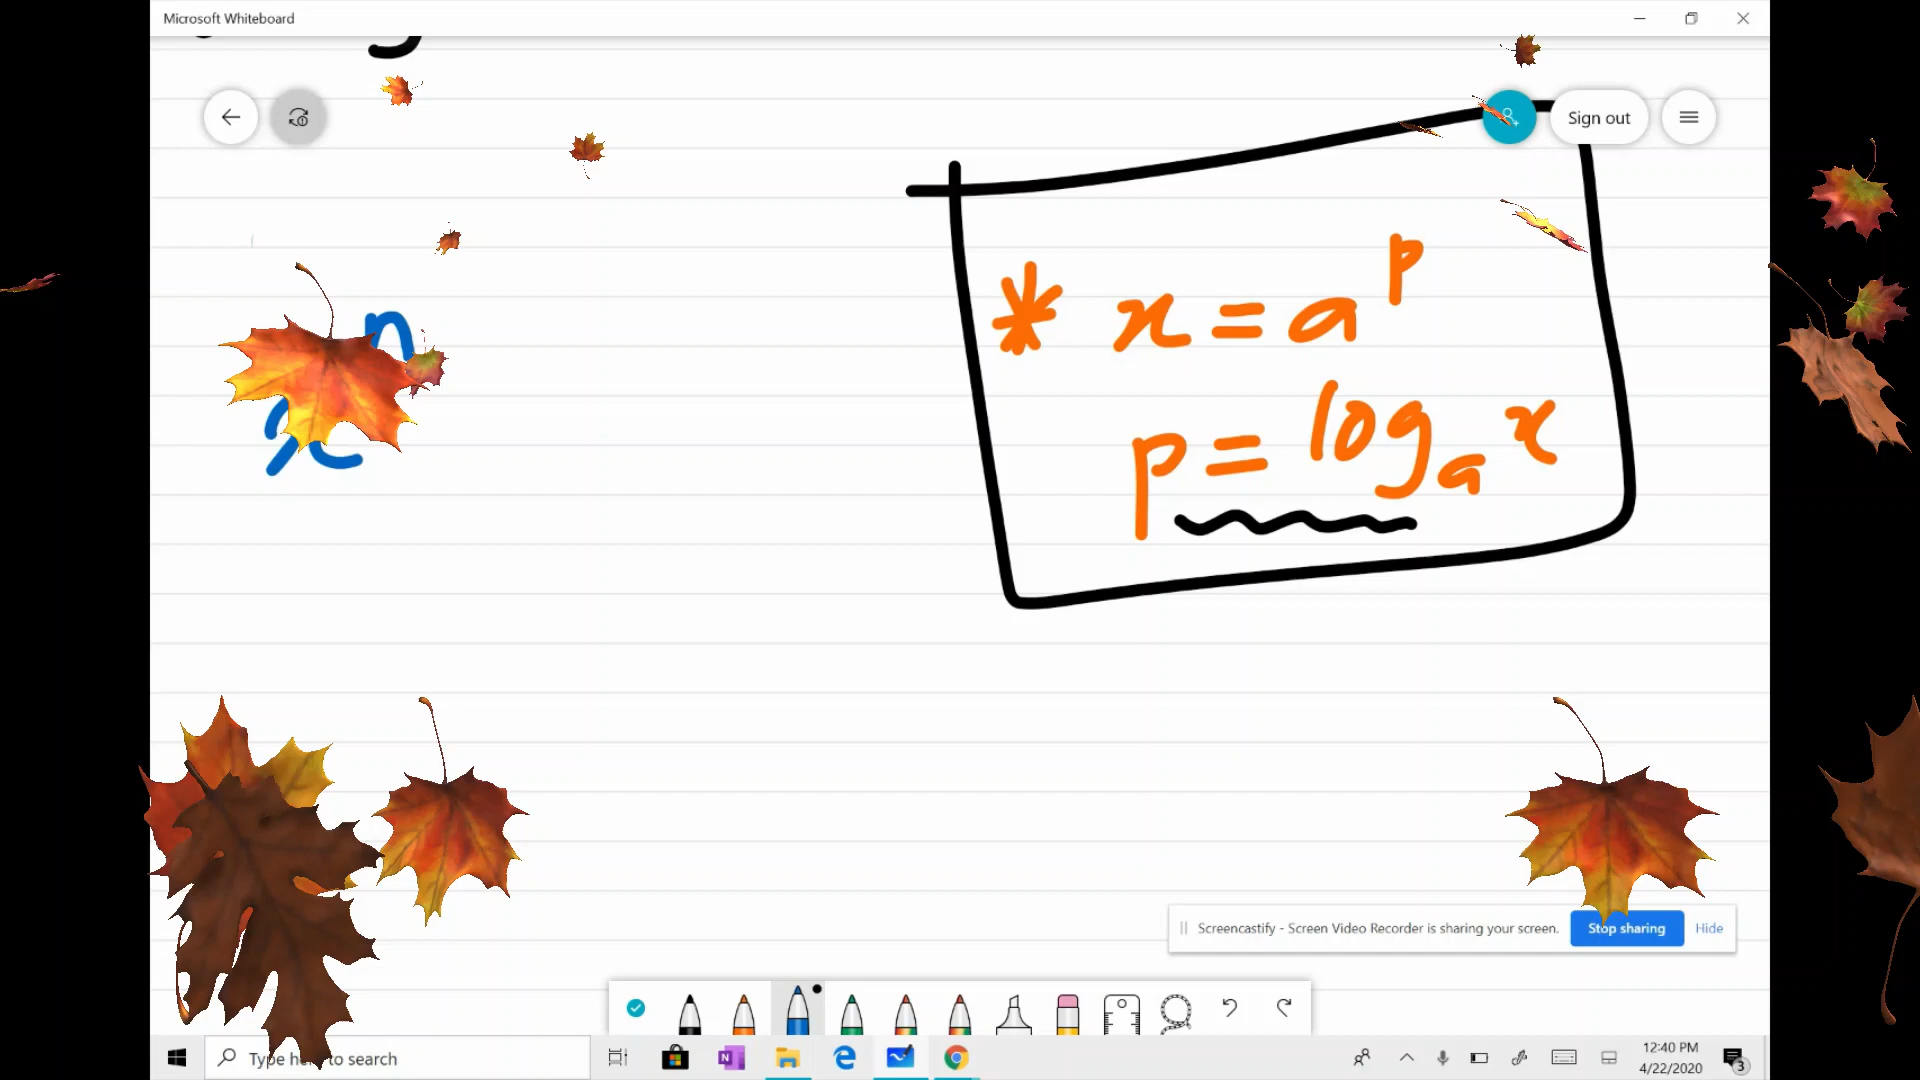 Microsoft Whiteboard
Sign out
* x = a^p
p = log_a x
n
x
Screencastify - Screen Video Recorder is sharing your screen.
Stop sharing
Hide
Type here to search
12:40 PM
4/22/2020
3